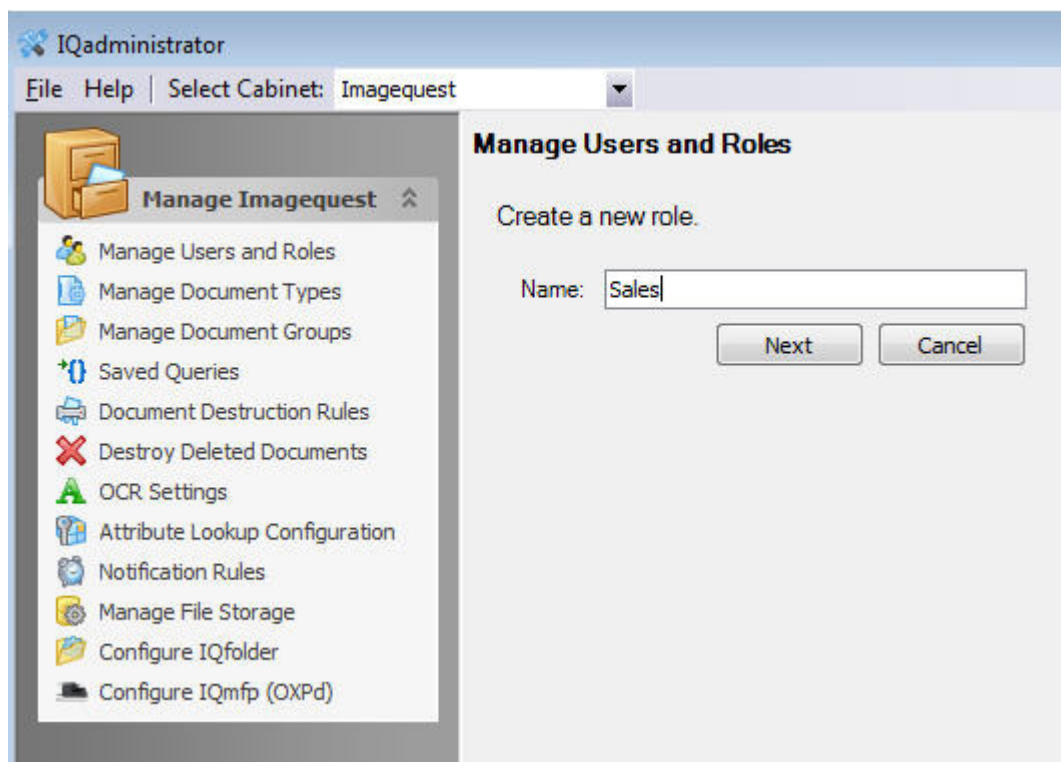 IQadministrator
File Help Select Cabinet: Imagequest
Manage Imagequest
Manage Users and Roles
Manage Document Types
Manage Document Groups
Saved Queries
Document Destruction Rules
Destroy Deleted Documents
OCR Settings
Attribute Lookup Configuration
Notification Rules
Manage File Storage
Configure IQfolder
Configure IQmfp (OXPd)
Manage Users and Roles
Create a new role.
Name: Sales
Next Cancel